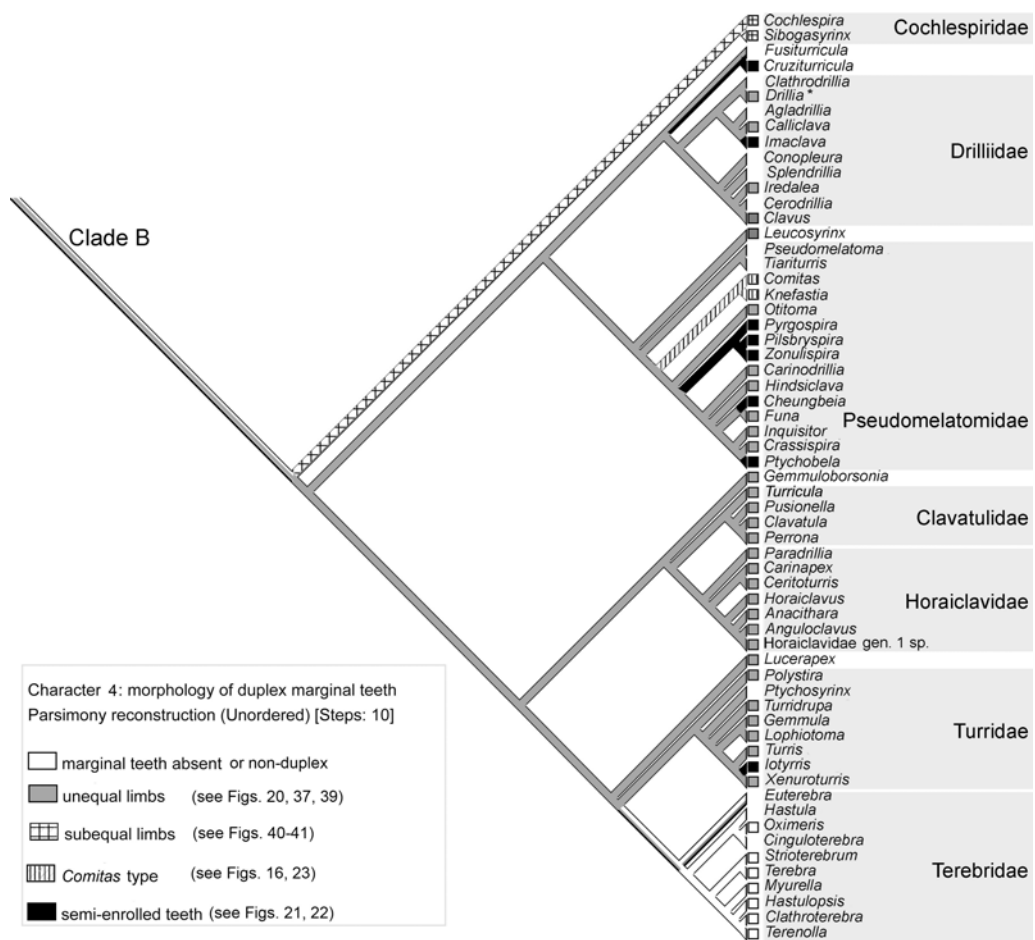 Cochlespira
Cochlespiridae
Sibogasyrinx
Fusiturricula
Cruziturricula
Clathrodrillia
Drillia *
Agladrillia
Calliclava
Imaclava
Drilliidae
Conopleura
Splendrillia
Iredalea
Cerodrillia
Clavus
Clade B
Leucosyrinx
Pseudomelatoma
Tiariturris
Comitas
Knefastia
Otitoma
Pyrgospira
Pilsbryspira
Zonulispira
Carinodrillia
Hindsiclava
Cheungbeia
Funa
Pseudomelatomidae
Inquisitor
Crassispira
Ptychobela
Gemmuloborsonia
Turricula
Pusionella
Clavatulidae
Clavatula
Perrona
Paradrillia
Carinapex
Ceritoturris
Horaiclavus
Horaiclavidae
Anacithara
Anguloclavus
Horaiclavidae gen. 1 sp.
Lucerapex
Polystira
Ptychosyrinx
Turridrupa
Gemmula
Turridae
Lophiotoma
Turris
Iotyrris
Xenuroturris
Euterebra
Hastula
Oximeris
Cinguloterebra
Strioterebrum
Terebra
Terebridae
Myurella
Hastulopsis
Clathroterebra
Terenolla
Character 4: morphology of duplex marginal teeth
Parsimony reconstruction (Unordered) [Steps: 10]
marginal teeth absent or non-duplex
unequal limbs (see Figs. 20, 37, 39)
subequal limbs (see Figs. 40-41)
Comitas type (see Figs. 16, 23)
semi-enrolled teeth (see Figs. 21, 22)